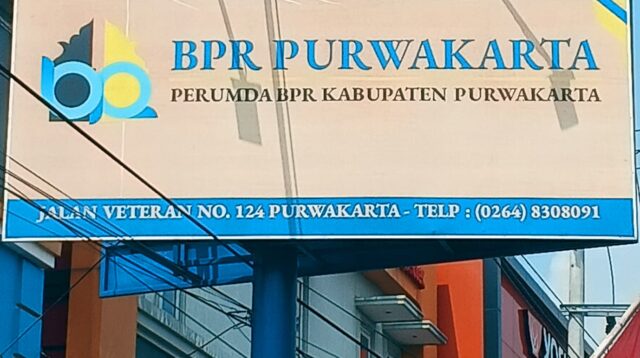 BPR PURWAKARTA
PERUMDA BPR KABUPATEN PURWAKARTA
JALAN VETERAN NO. 124 PURWAKARTA - TELP : (0264) 8308091